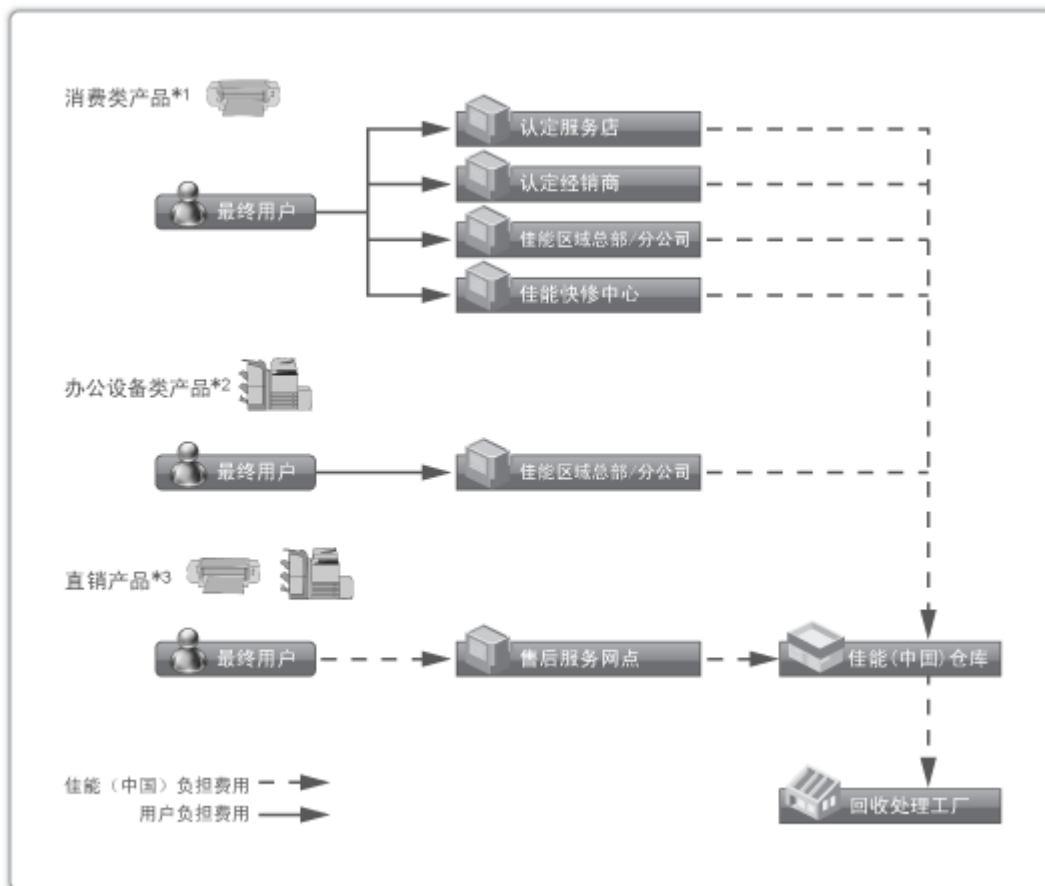 消费类产品*1
认定服务店
认定经销商
最终用户
佳能区域总部/分公司
佳能快修中心
办公设备类产品*2
最终用户
佳能区域总部/分公司
直销产品*3
最终用户
售后服务网点
佳能(中国)仓库
佳能（中国）负担费用
用户负担费用
回收处理工厂